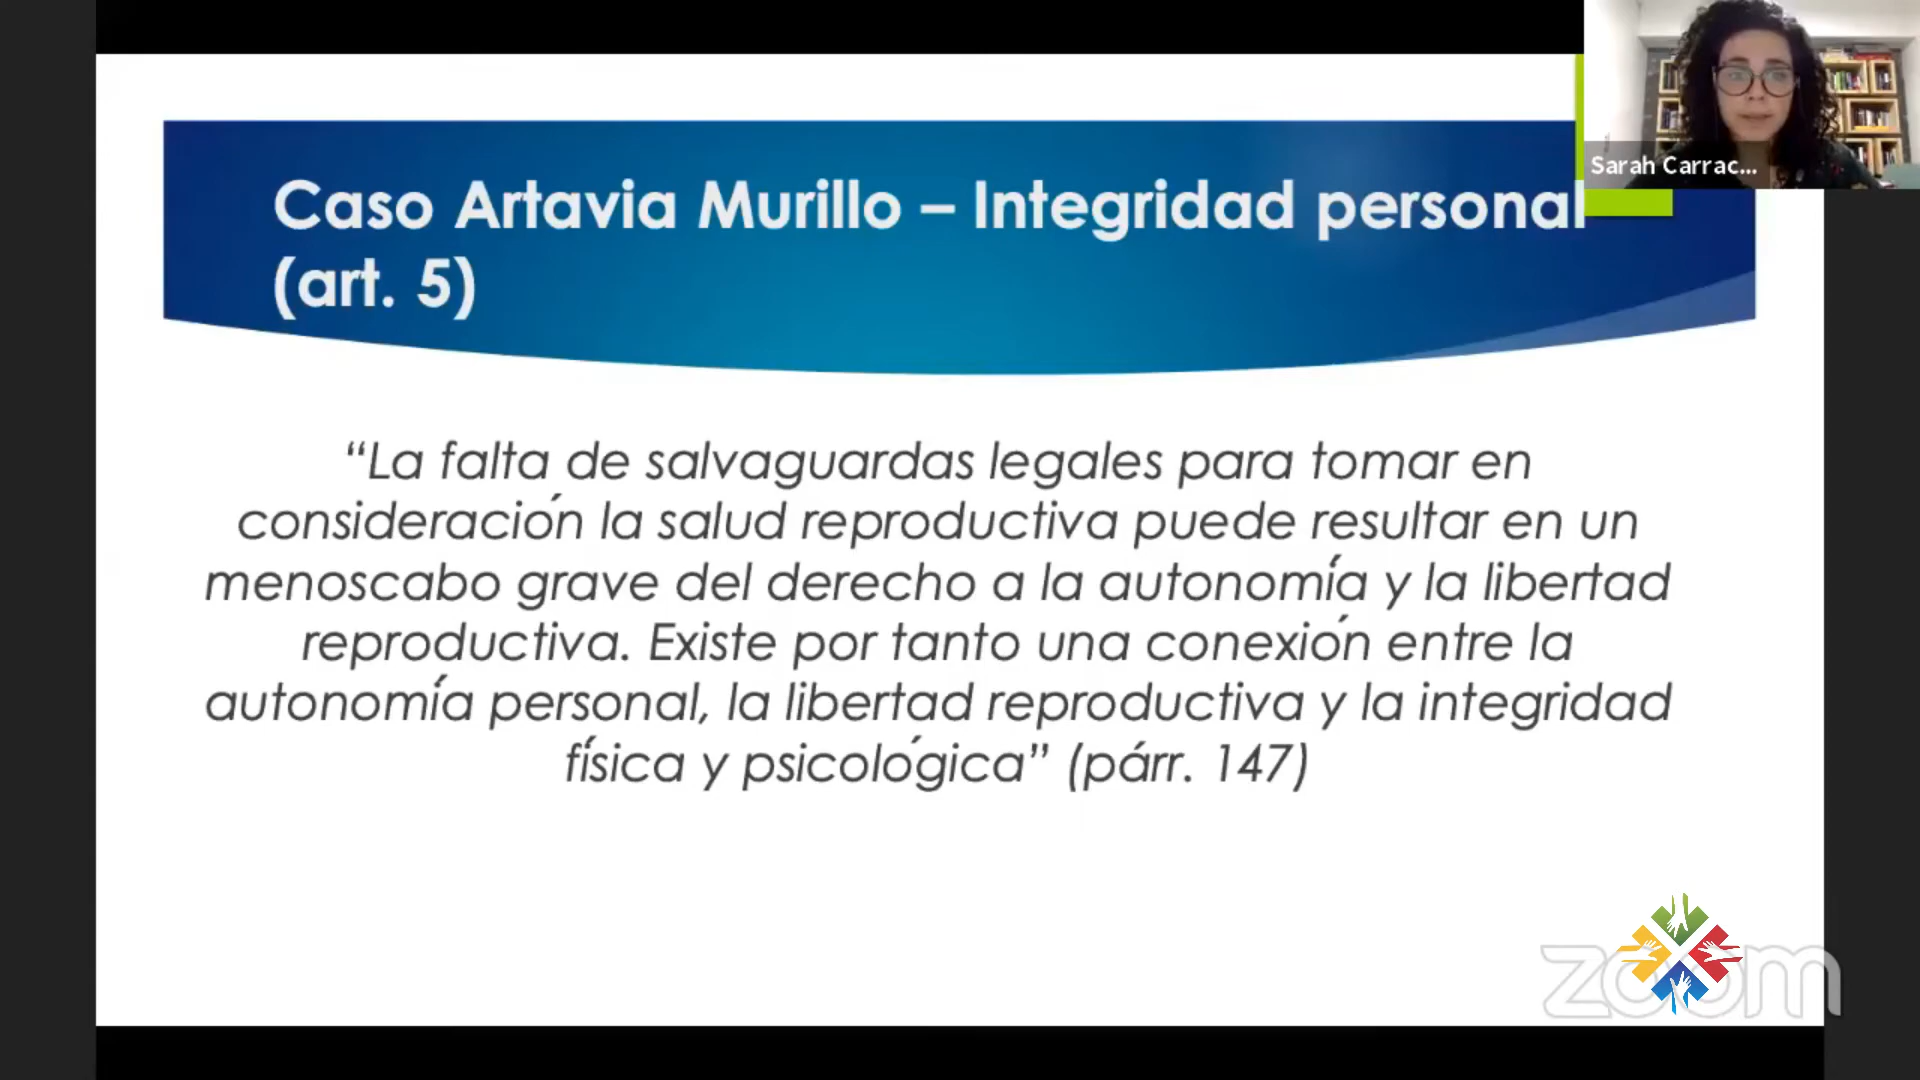 Caso Artavia Murillo – Integridad personal
(art. 5)
Sarah Carrac...
“La falta de salvaguardas legales para tomar en
consideración la salud reproductiva puede resultar en un
menoscabo grave del derecho a la autonomía y la libertad
reproductiva. Existe por tanto una conexión entre la
autonomía personal, la libertad reproductiva y la integridad
física y psicológica” (párr. 147)
zoom